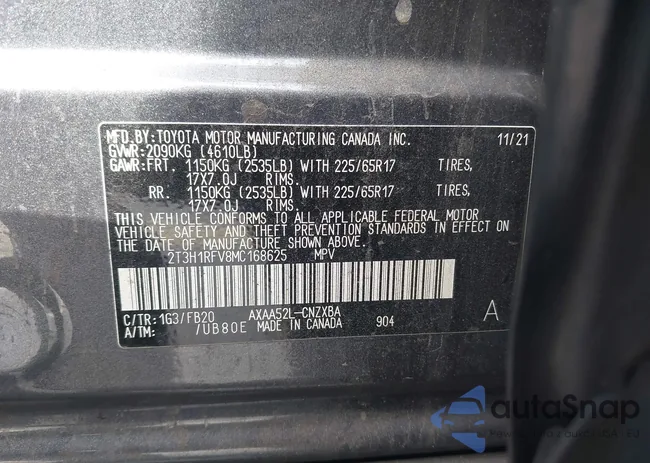 MFD. BY: TOYOTA MOTOR MANUFACTURING CANADA INC. 11/21
GVWR: 2090KG (4610LB)
GAWR: FRT. 1150KG (2535LB) WITH 225/65R17 TIRES,
17X7.0J RIMS.
RR. 1150KG (2535LB) WITH 225/65R17 TIRES,
17X7.0J RIMS.
THIS VEHICLE CONFORMS TO ALL APPLICABLE FEDERAL MOTOR
VEHICLE SAFETY AND THEFT PREVENTION STANDARDS IN EFFECT ON
THE DATE OF MANUFACTURE SHOWN ABOVE.
2T3H1RFV8MC168625 MPV
C/TR: 1G3/FB20 AXAA52L-CNZXBA
A/TM: /UB80E MADE IN CANADA 904
A
autaSnap